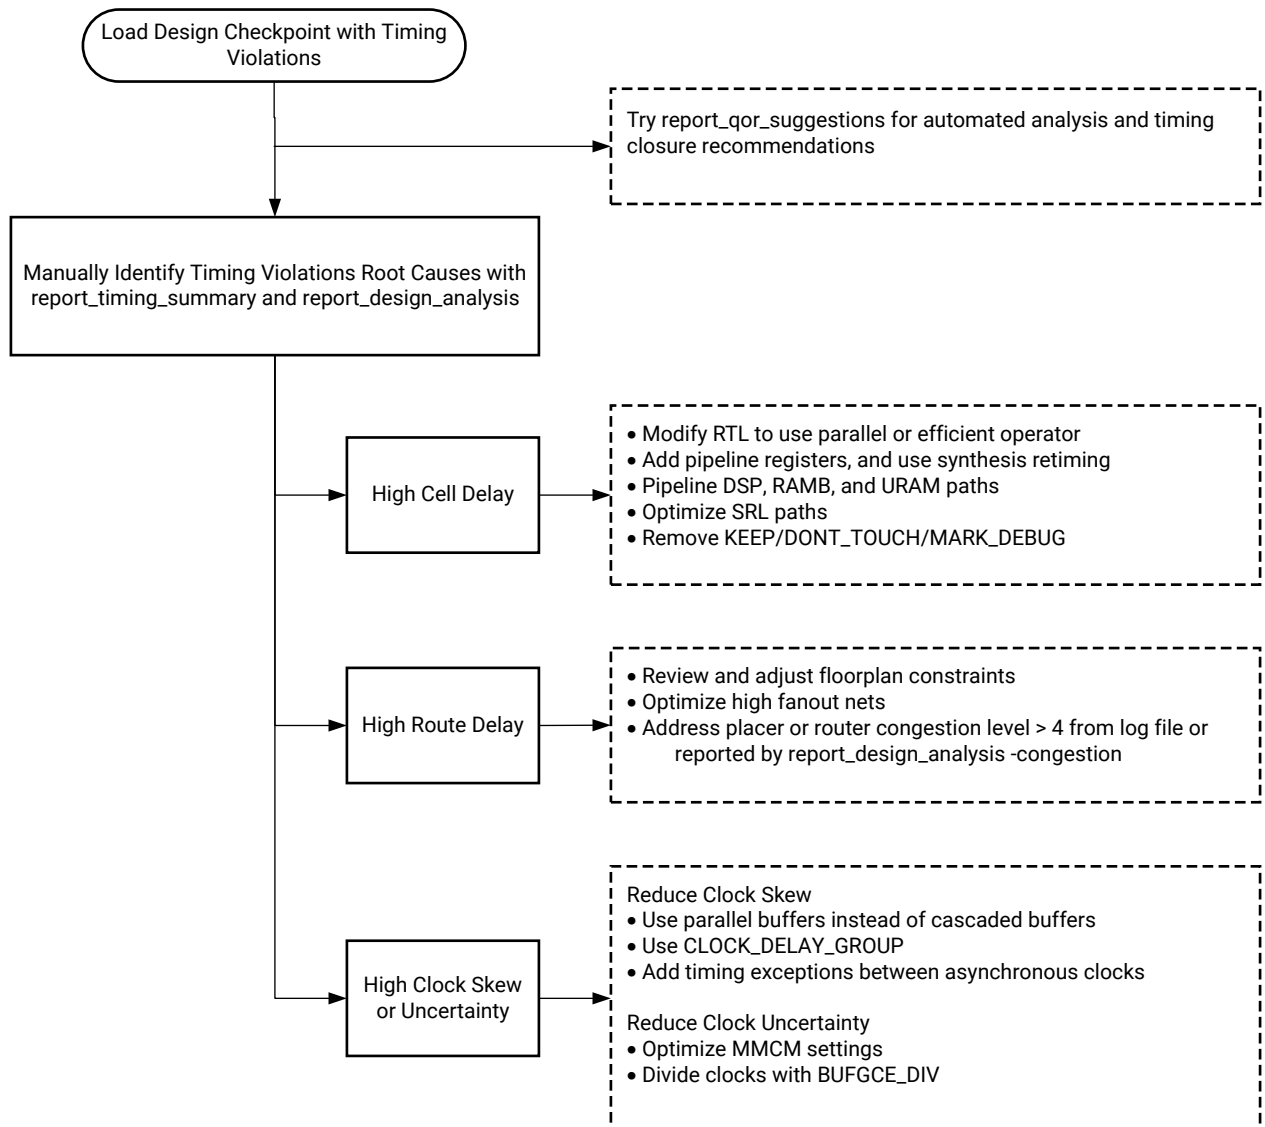 Load Design Checkpoint with Timing
Violations
Try report_qor_suggestions for automated analysis and timing
closure recommendations
Manually Identify Timing Violations Root Causes with
report_timing_summary and report_design_analysis
High Cell Delay
• Modify RTL to use parallel or efficient operator
• Add pipeline registers, and use synthesis retiming
• Pipeline DSP, RAMB, and URAM paths
• Optimize SRL paths
• Remove KEEP/DONT_TOUCH/MARK_DEBUG
High Route Delay
• Review and adjust floorplan constraints
• Optimize high fanout nets
• Address placer or router congestion level > 4 from log file or
reported by report_design_analysis -congestion
High Clock Skew
or Uncertainty
Reduce Clock Skew
• Use parallel buffers instead of cascaded buffers
• Use CLOCK_DELAY_GROUP
• Add timing exceptions between asynchronous clocks
Reduce Clock Uncertainty
• Optimize MMCM settings
• Divide clocks with BUFGCE_DIV